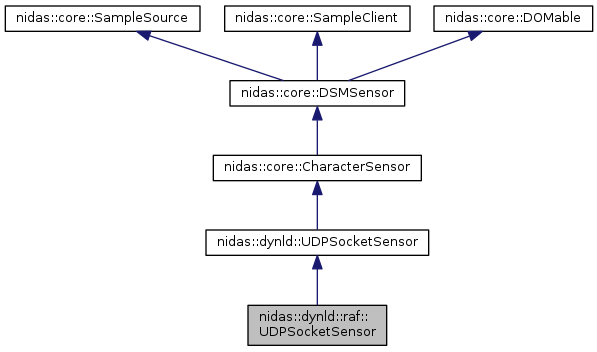 nidas::core::SampleSource
nidas::core::SampleClient
nidas::core::DOMable
nidas::core::DSMSensor
nidas::core::CharacterSensor
nidas::dynld::UDPSocketSensor
nidas::dynld::raf::
UDPSocketSensor